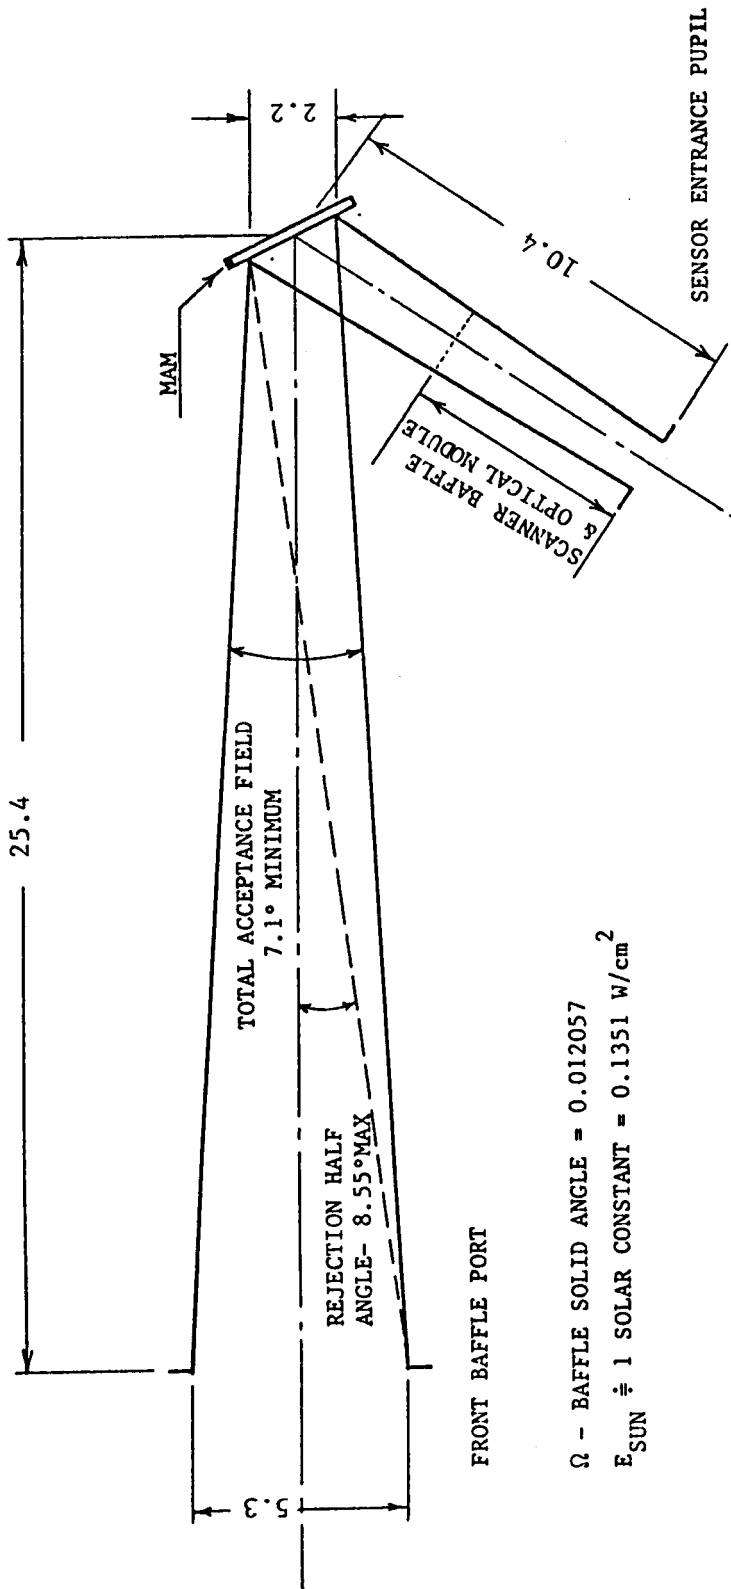 25.4
MAM
2.2
10.4
SENSOR ENTRANCE PUPIL
SCANNER BAFFLE
& OPTICAL MODULE
TOTAL ACCEPTANCE FIELD
7.1° MINIMUM
REJECTION HALF
ANGLE- 8.55°MAX
5.3
FRONT BAFFLE PORT
Ω - BAFFLE SOLID ANGLE = 0.012057
E_SUN ≑ 1 SOLAR CONSTANT = 0.1351 W/cm²